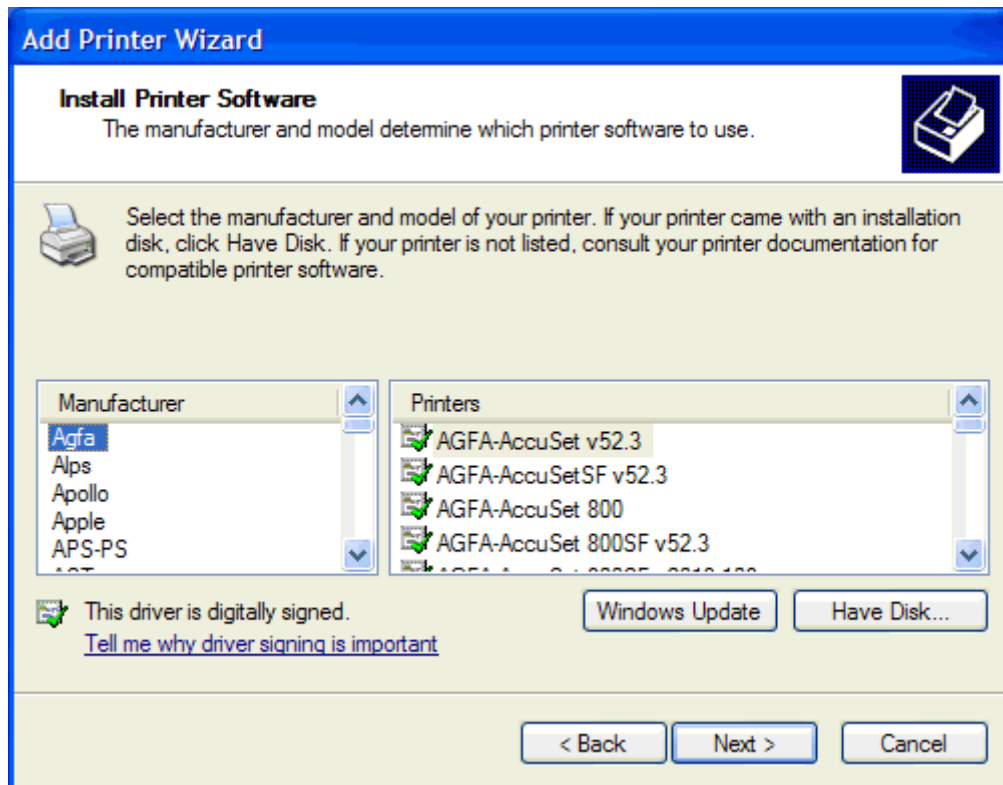 Add Printer Wizard
Install Printer Software
The manufacturer and model determine which printer software to use.
Select the manufacturer and model of your printer. If your printer came with an installation
disk, click Have Disk. If your printer is not listed, consult your printer documentation for
compatible printer software.
Manufacturer
Agfa
Alps
Apollo
Apple
APS-PS
Printers
AGFA-AccuSet v52.3
AGFA-AccuSetSF v52.3
AGFA-AccuSet 800
AGFA-AccuSet 800SF v52.3
This driver is digitally signed.
Tell me why driver signing is important
Windows Update
Have Disk...
< Back
Next >
Cancel